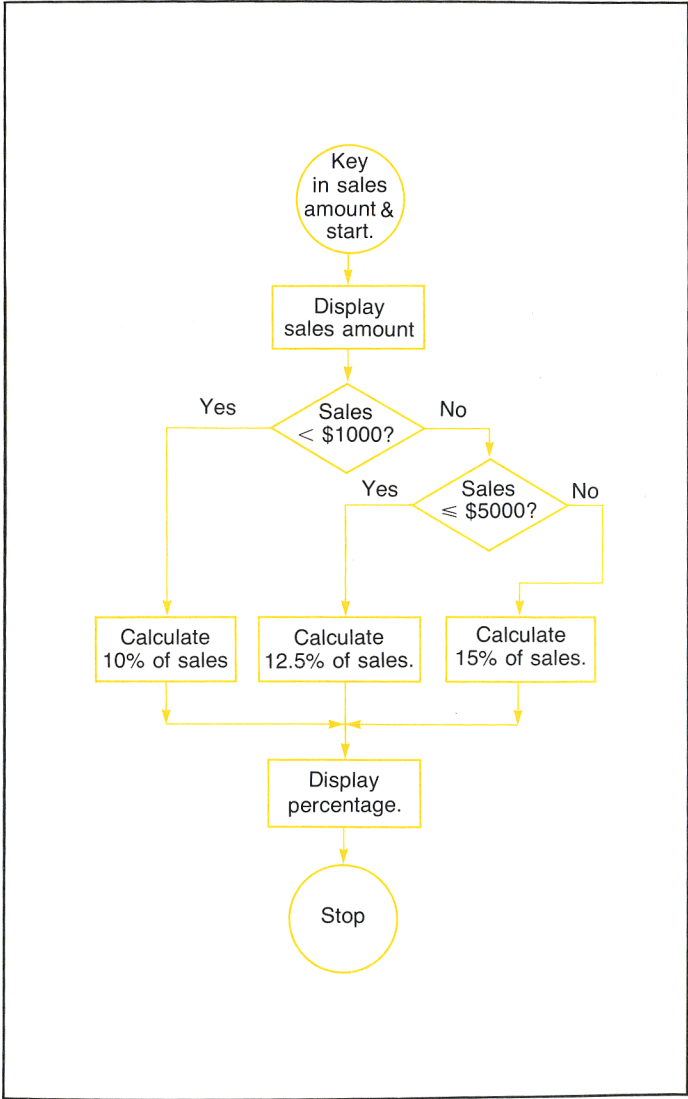 Key
in sales
amount &
start.
Display
sales amount
Yes
Sales
< $1000?
No
Yes
Sales
≤ $5000?
No
Calculate
10% of sales
Calculate
12.5% of sales.
Calculate
15% of sales.
Display
percentage.
Stop